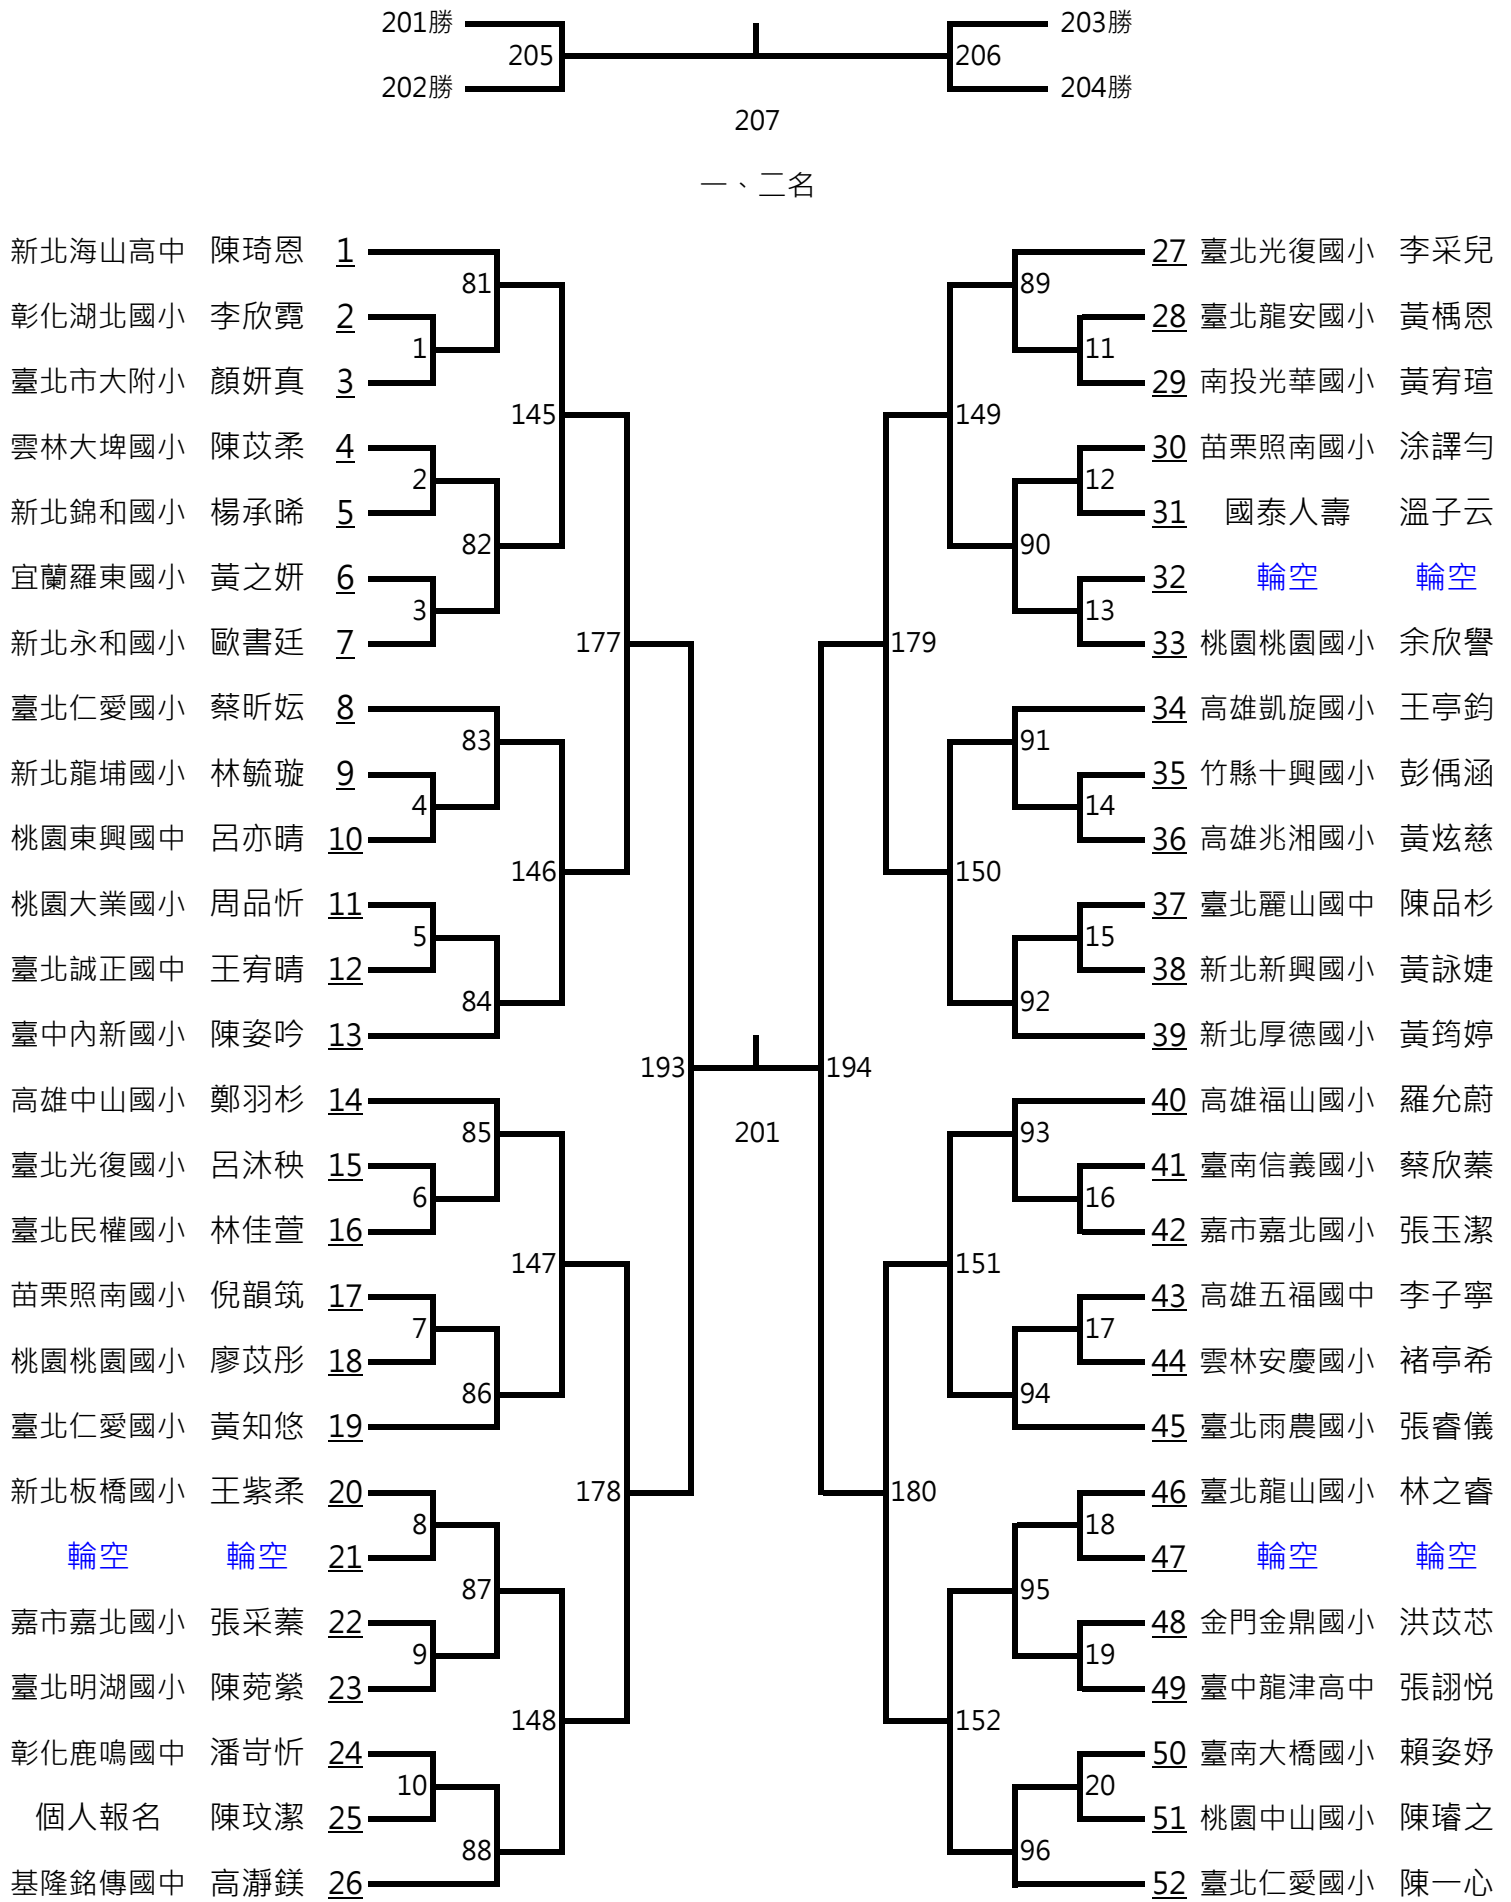 201勝 203勝
205 206
202勝 204勝
207
一、二名
新北海山高中 陳琦恩 1 27 臺北光復國小 李采兒
81 89
彰化湖北國小 李欣霓 2 28 臺北龍安國小 黃楀恩
1 11
臺北市大附小 顏妍真 3 29 南投光華國小 黃宥瑄
145 149
雲林大埤國小 陳苡柔 4 30 苗栗照南國小 涂譯勻
2 12
新北錦和國小 楊承晞 5 31 國泰人壽 溫子云
82 90
宜蘭羅東國小 黃之妍 6 32 輪空 輪空
3 13
新北永和國小 歐書廷 7 177 179 33 桃園桃園國小 余欣譽
臺北仁愛國小 蔡昕妘 8 34 高雄凱旋國小 王亭鈞
83 91
新北龍埔國小 林毓璇 9 35 竹縣十興國小 彭偊涵
4 14
桃園東興國中 呂亦晴 10 36 高雄兆湘國小 黃炫慈
146 150
桃園大業國小 周品忻 11 37 臺北麗山國中 陳品杉
5 15
臺北誠正國中 王宥晴 12 38 新北新興國小 黃詠婕
84 92
臺中內新國小 陳姿吟 13 39 新北厚德國小 黃筠婷
193 194
高雄中山國小 鄭羽杉 14 40 高雄福山國小 羅允蔚
85 201 93
臺北光復國小 呂沐秧 15 41 臺南信義國小 蔡欣蓁
6 16
臺北民權國小 林佳萱 16 42 嘉市嘉北國小 張玉潔
147 151
苗栗照南國小 倪韻筑 17 43 高雄五福國中 李子寧
7 17
桃園桃園國小 廖苡彤 18 44 雲林安慶國小 褚亭希
86 94
臺北仁愛國小 黃知悠 19 45 臺北雨農國小 張睿儀
新北板橋國小 王紫柔 20 178 180 46 臺北龍山國小 林之睿
8 18
輪空 輪空 21 47 輪空 輪空
87 95
嘉市嘉北國小 張采蓁 22 48 金門金鼎國小 洪苡芯
9 19
臺北明湖國小 陳菀縈 23 49 臺中龍津高中 張詡悦
148 152
彰化鹿鳴國中 潘岢忻 24 50 臺南大橋國小 賴姿妤
10 20
個人報名 陳玟潔 25 51 桃園中山國小 陳璿之
88 96
基隆銘傳國中 高瀞鎂 26 52 臺北仁愛國小 陳一心